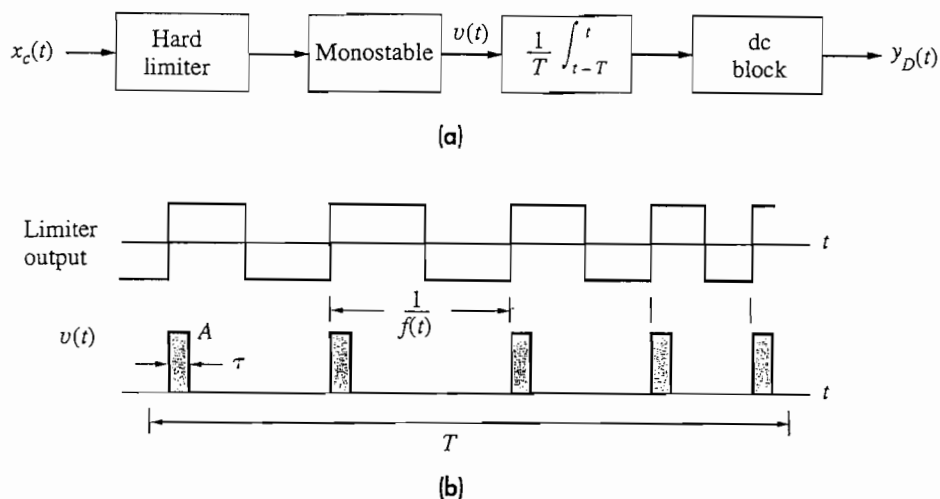 x_c(t) Hard limiter Monostable v(t) 1/T ∫_{t−T}^{t} dc block y_D(t)
(a)
Limiter output t
1/f(t)
v(t) A
τ
t
T
(b)